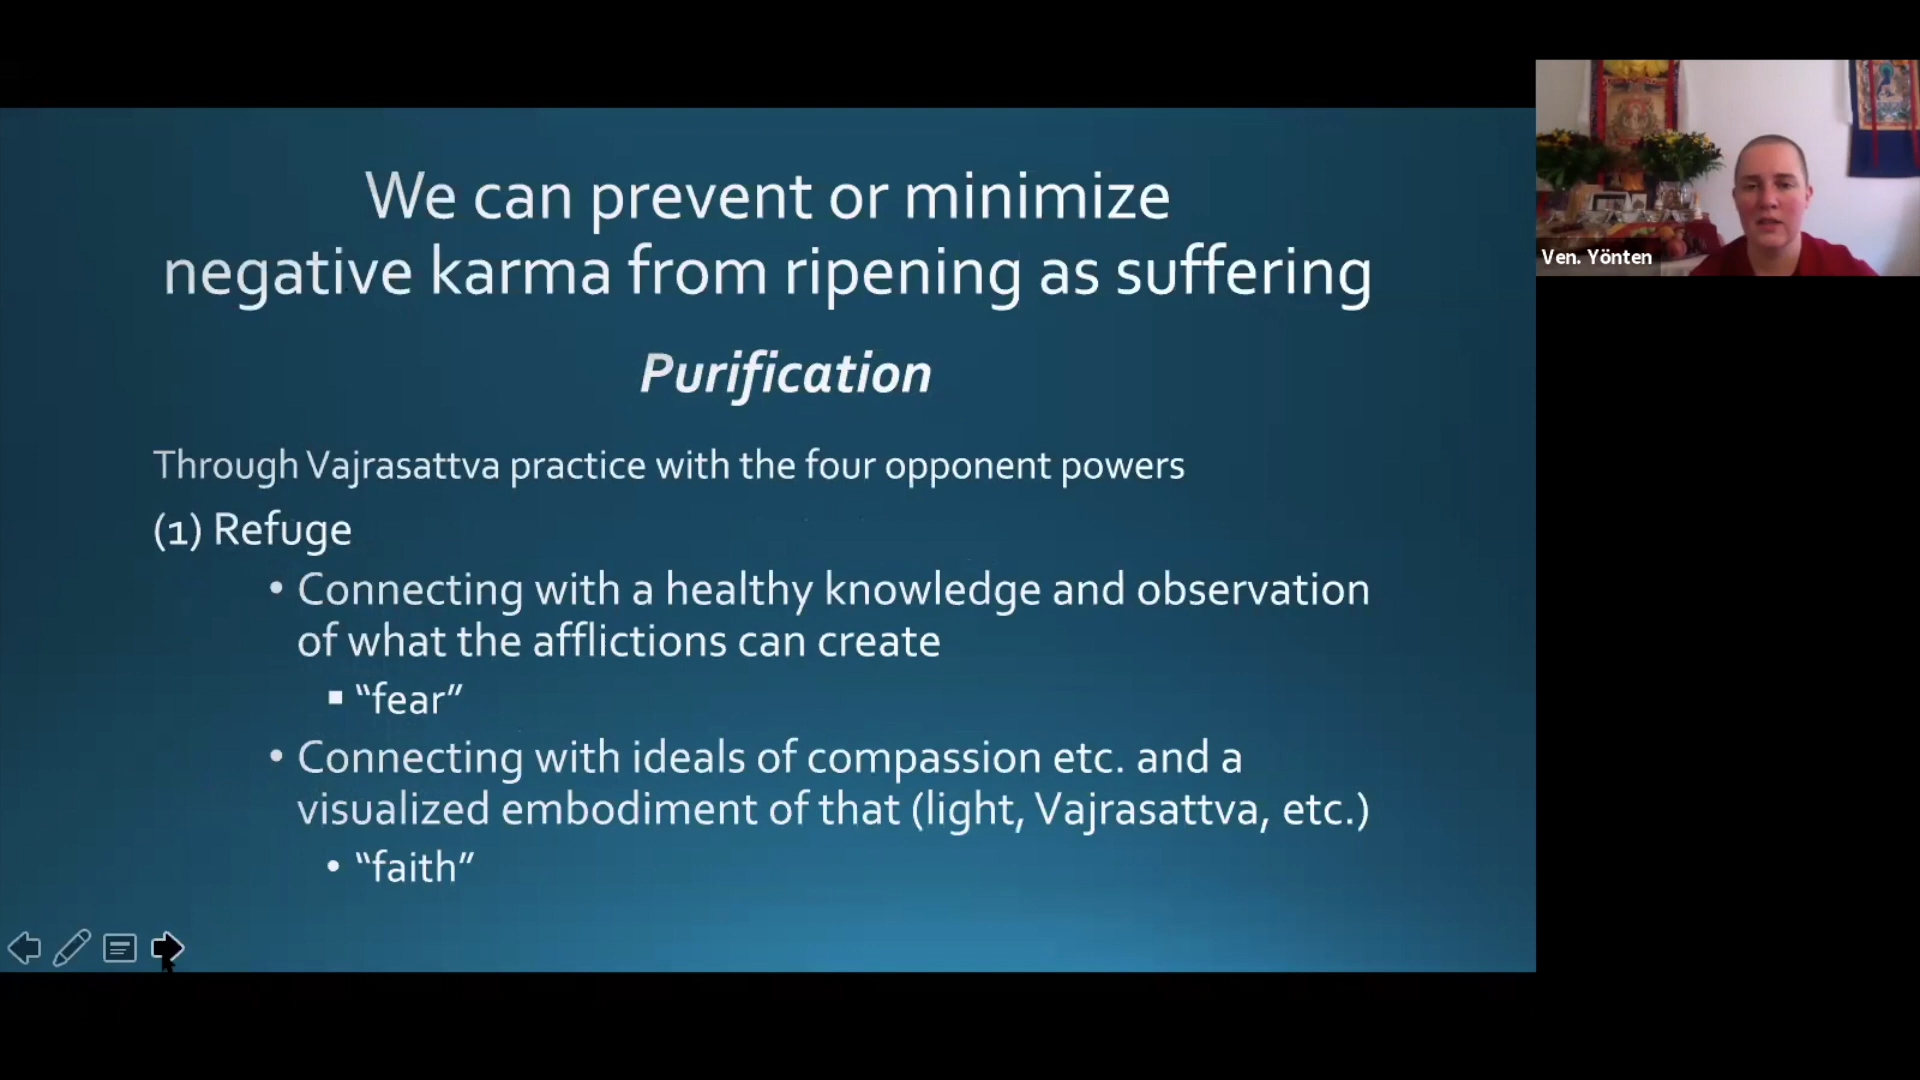 We can prevent or minimize
negative karma from ripening as suffering
Purification
Through Vajrasattva practice with the four opponent powers
(1) Refuge
• Connecting with a healthy knowledge and observation
of what the afflictions can create
▪ “fear”
• Connecting with ideals of compassion etc. and a
visualized embodiment of that (light, Vajrasattva, etc.)
• “faith”
Ven. Yönten